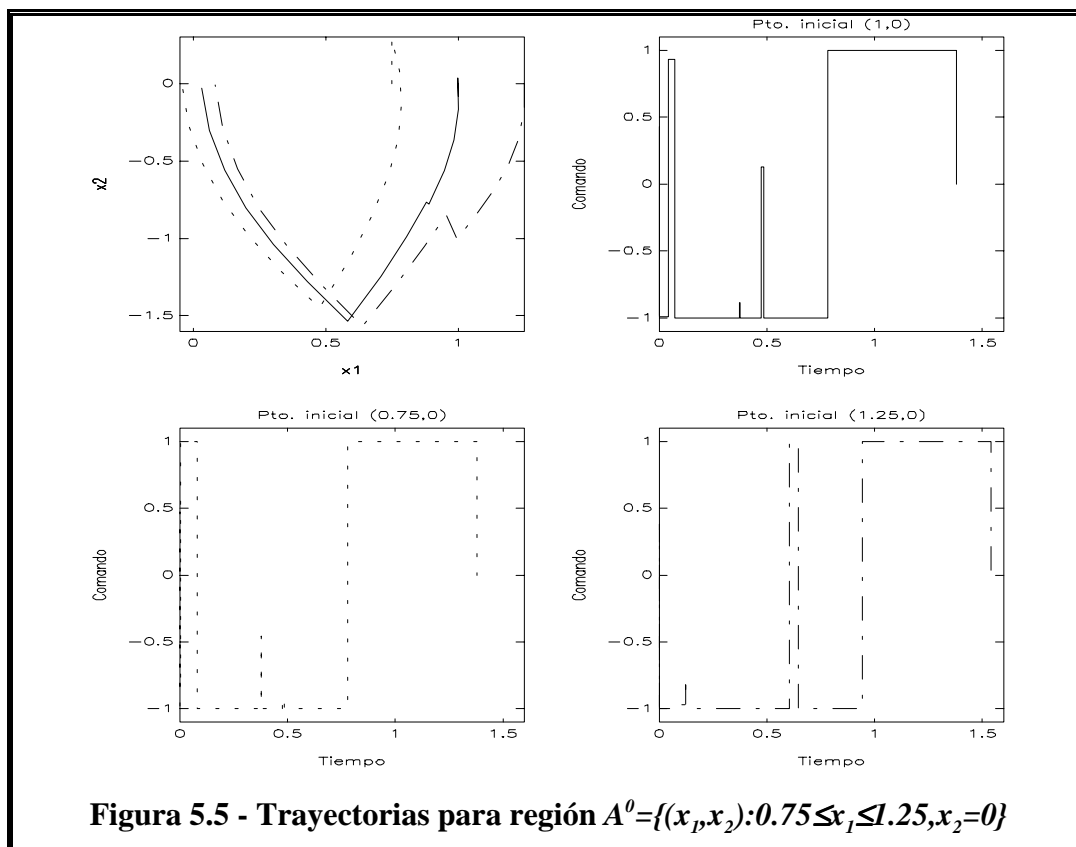 Pto. inicial (1,0)
0
−0.5
−1
−1.5
x2
0
0.5
1
x1
1
0.5
0
−0.5
−1
Comando
0
0.5
1
1.5
Tiempo
Pto. inicial (0.75,0)
1
0.5
0
−0.5
−1
Comando
0
0.5
1
1.5
Tiempo
Pto. inicial (1.25,0)
1
0.5
0
−0.5
−1
Comando
0
0.5
1
1.5
Tiempo
Figura 5.5 - Trayectorias para región A⁰={(x₁,x₂):0.75≤x₁≤1.25,x₂=0}